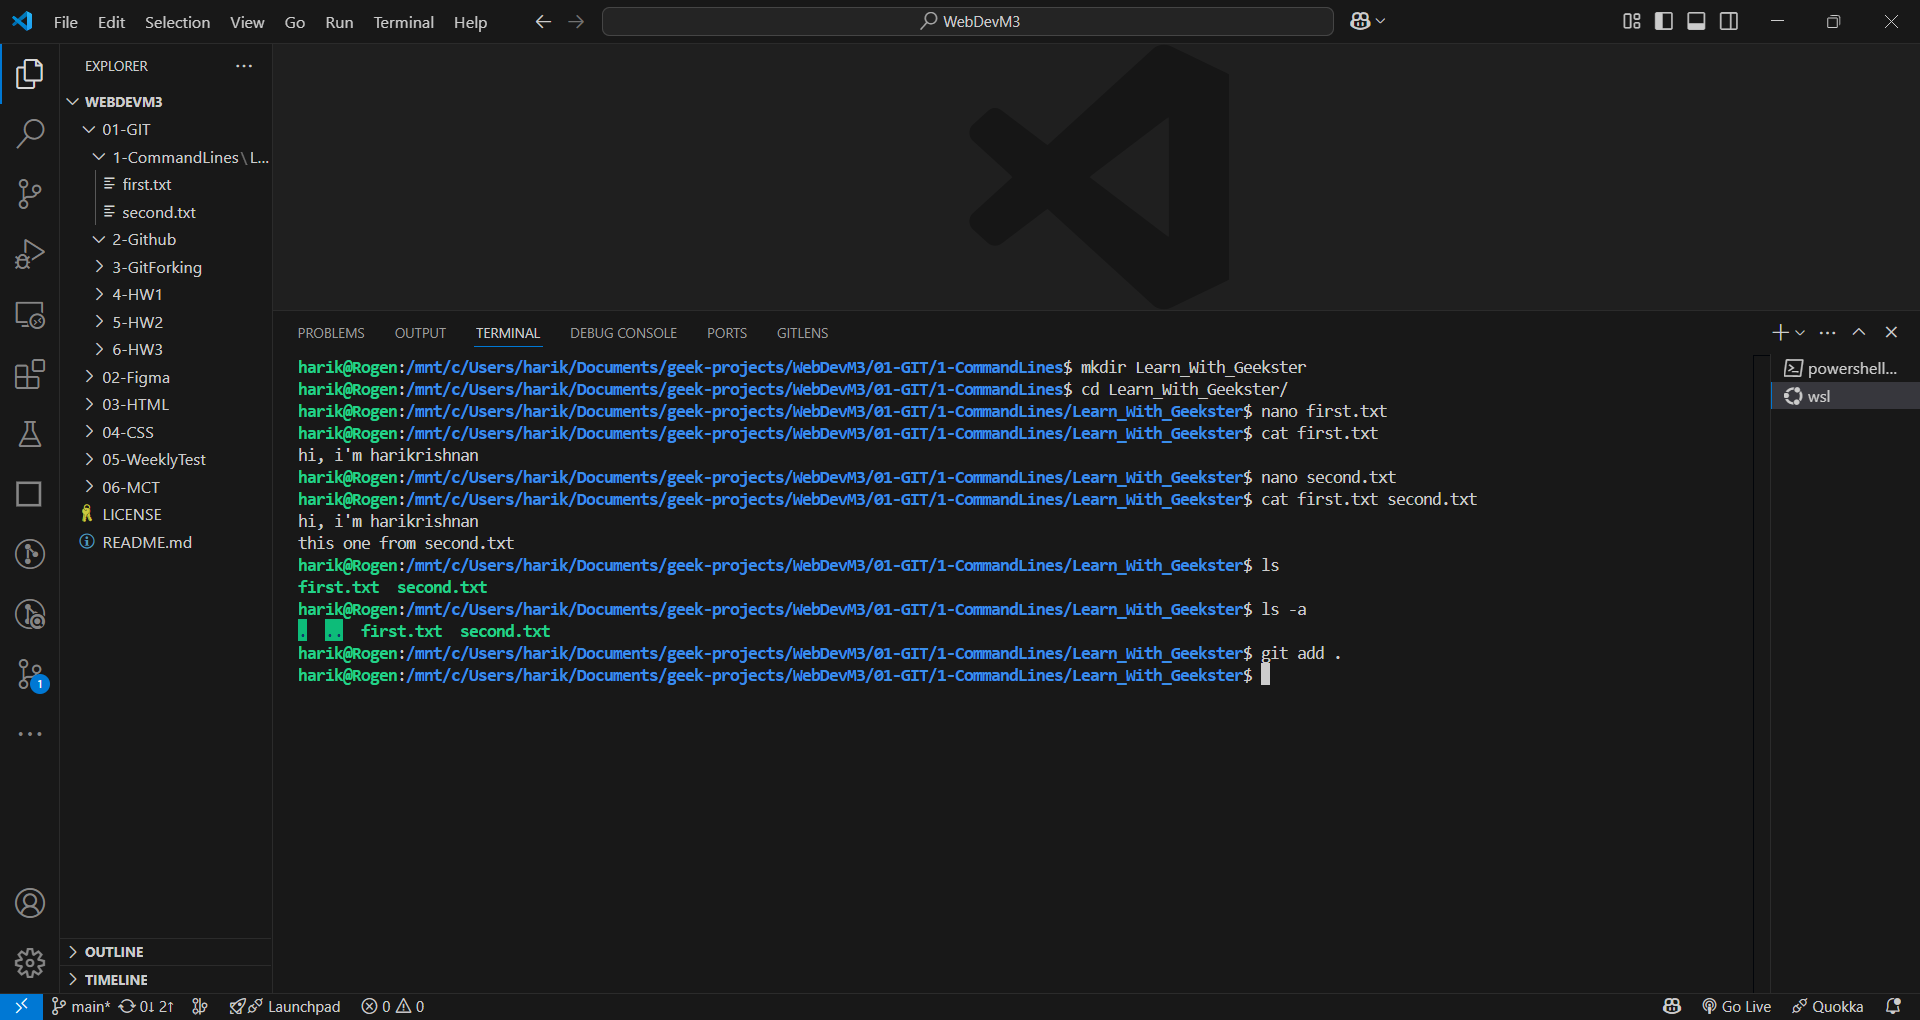 File Edit Selection View Go Run Terminal Help
WebDevM3
EXPLORER
WEBDEVM3
01-GIT
1-CommandLines\L...
first.txt
second.txt
2-Github
3-GitForking
4-HW1
5-HW2
6-HW3
02-Figma
03-HTML
04-CSS
05-WeeklyTest
06-MCT
LICENSE
README.md
OUTLINE
TIMELINE
PROBLEMS OUTPUT TERMINAL DEBUG CONSOLE PORTS GITLENS
harik@Rogen:/mnt/c/Users/harik/Documents/geek-projects/WebDevM3/01-GIT/1-CommandLines$ mkdir Learn_With_Geekster
harik@Rogen:/mnt/c/Users/harik/Documents/geek-projects/WebDevM3/01-GIT/1-CommandLines$ cd Learn_With_Geekster/
harik@Rogen:/mnt/c/Users/harik/Documents/geek-projects/WebDevM3/01-GIT/1-CommandLines/Learn_With_Geekster$ nano first.txt
harik@Rogen:/mnt/c/Users/harik/Documents/geek-projects/WebDevM3/01-GIT/1-CommandLines/Learn_With_Geekster$ cat first.txt
hi, i'm harikrishnan
harik@Rogen:/mnt/c/Users/harik/Documents/geek-projects/WebDevM3/01-GIT/1-CommandLines/Learn_With_Geekster$ nano second.txt
harik@Rogen:/mnt/c/Users/harik/Documents/geek-projects/WebDevM3/01-GIT/1-CommandLines/Learn_With_Geekster$ cat first.txt second.txt
hi, i'm harikrishnan
this one from second.txt
harik@Rogen:/mnt/c/Users/harik/Documents/geek-projects/WebDevM3/01-GIT/1-CommandLines/Learn_With_Geekster$ ls
first.txt  second.txt
harik@Rogen:/mnt/c/Users/harik/Documents/geek-projects/WebDevM3/01-GIT/1-CommandLines/Learn_With_Geekster$ ls -a
.  ..  first.txt  second.txt
harik@Rogen:/mnt/c/Users/harik/Documents/geek-projects/WebDevM3/01-GIT/1-CommandLines/Learn_With_Geekster$ git add .
harik@Rogen:/mnt/c/Users/harik/Documents/geek-projects/WebDevM3/01-GIT/1-CommandLines/Learn_With_Geekster$
powershell...
wsl
1
main* 0↓ 2↑ Launchpad 0 0 Go Live Quokka